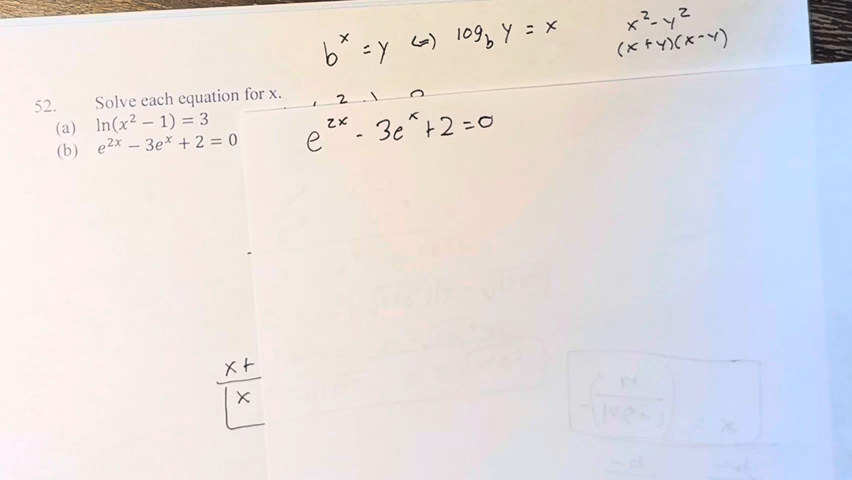 b^x = y ⇔ log_b y = x
x² - y²
(x + y)(x - y)
52. Solve each equation for x.
(a) ln(x² − 1) = 3
(b) e^{2x} − 3e^x + 2 = 0
e^{2x} - 3e^x + 2 = 0
x +
x